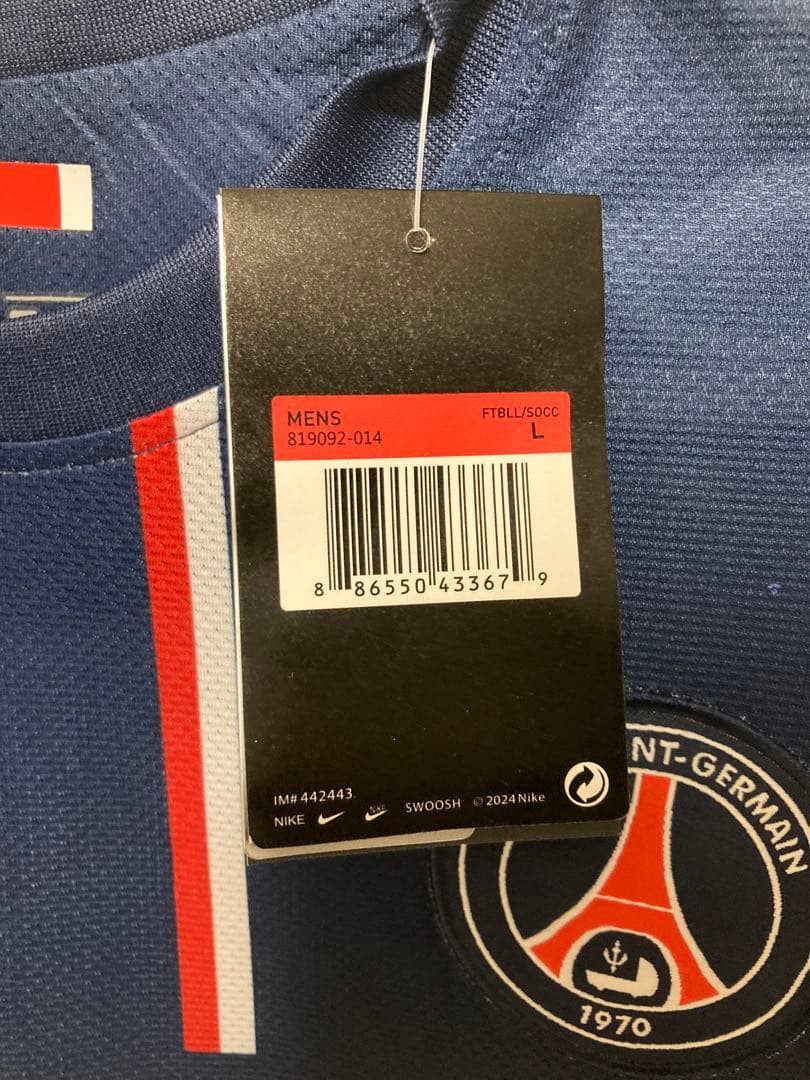 MENS
819092-014
FTBLL/SOCC
L
8 86550 43367 9
IM# 442443
NIKE SWOOSH © 2024 Nike
NT-GERMAIN
1970